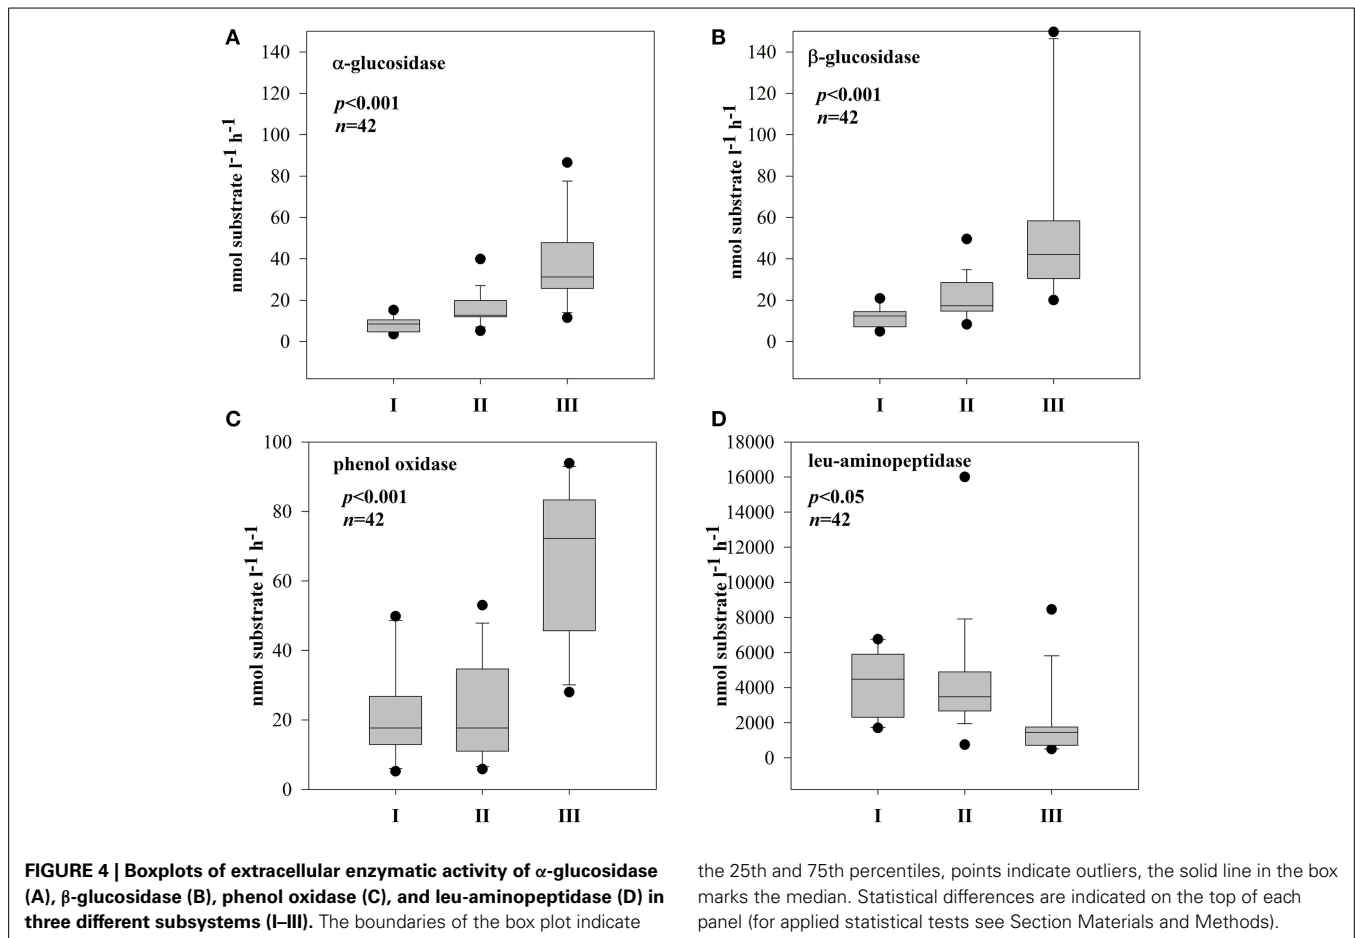 A
α-glucosidase
p<0.001
n=42
nmol substrate l-1 h-1
140
120
100
80
60
40
20
0
I II III
B
β-glucosidase
p<0.001
n=42
nmol substrate l-1 h-1
140
120
100
80
60
40
20
0
I II III
C
phenol oxidase
p<0.001
n=42
nmol substrate l-1 h-1
100
80
60
40
20
0
I II III
D
leu-aminopeptidase
p<0.05
n=42
nmol substrate l-1 h-1
18000
16000
14000
12000
10000
8000
6000
4000
2000
0
I II III
FIGURE 4 | Boxplots of extracellular enzymatic activity of α-glucosidase
(A), β-glucosidase (B), phenol oxidase (C), and leu-aminopeptidase (D) in
three different subsystems (I–III). The boundaries of the box plot indicate
the 25th and 75th percentiles, points indicate outliers, the solid line in the box
marks the median. Statistical differences are indicated on the top of each
panel (for applied statistical tests see Section Materials and Methods).